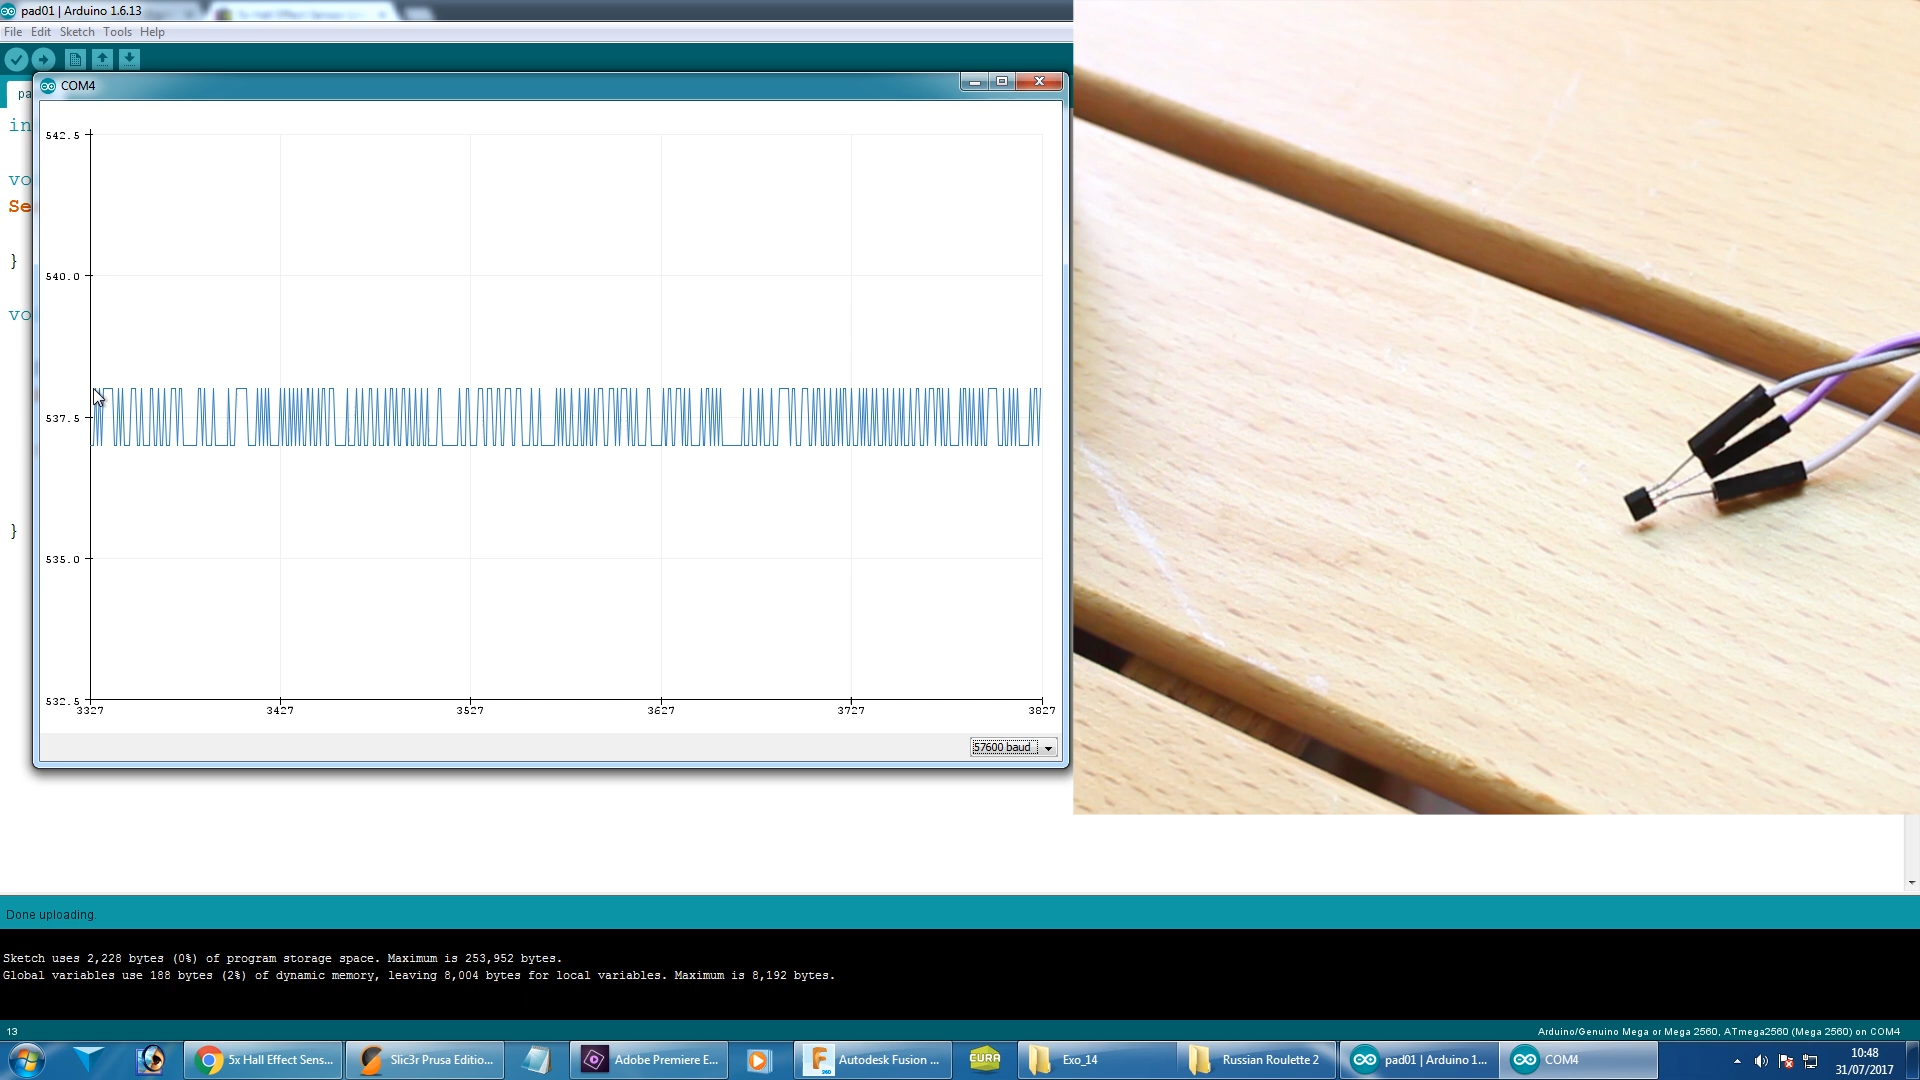 pad01 | Arduino 1.6.13
File Edit Sketch Tools Help
pa
COM4
in
vo
Se
}
vo
}
542.5
540.0
537.5
535.0
532.5
3327 3427 3527 3627 3727 3827
57600 baud
Done uploading.
Sketch uses 2,228 bytes (0%) of program storage space. Maximum is 253,952 bytes.
Global variables use 188 bytes (2%) of dynamic memory, leaving 8,004 bytes for local variables. Maximum is 8,192 bytes.
13
Arduino/Genuino Mega or Mega 2560, ATmega2560 (Mega 2560) on COM4
5x Hall Effect Sens...
Slic3r Prusa Editio...
Adobe Premiere E...
F
360
Autodesk Fusion ...
CURA
Exo_14
Russian Roulette 2
pad01 | Arduino 1...
COM4
10:48
31/07/2017